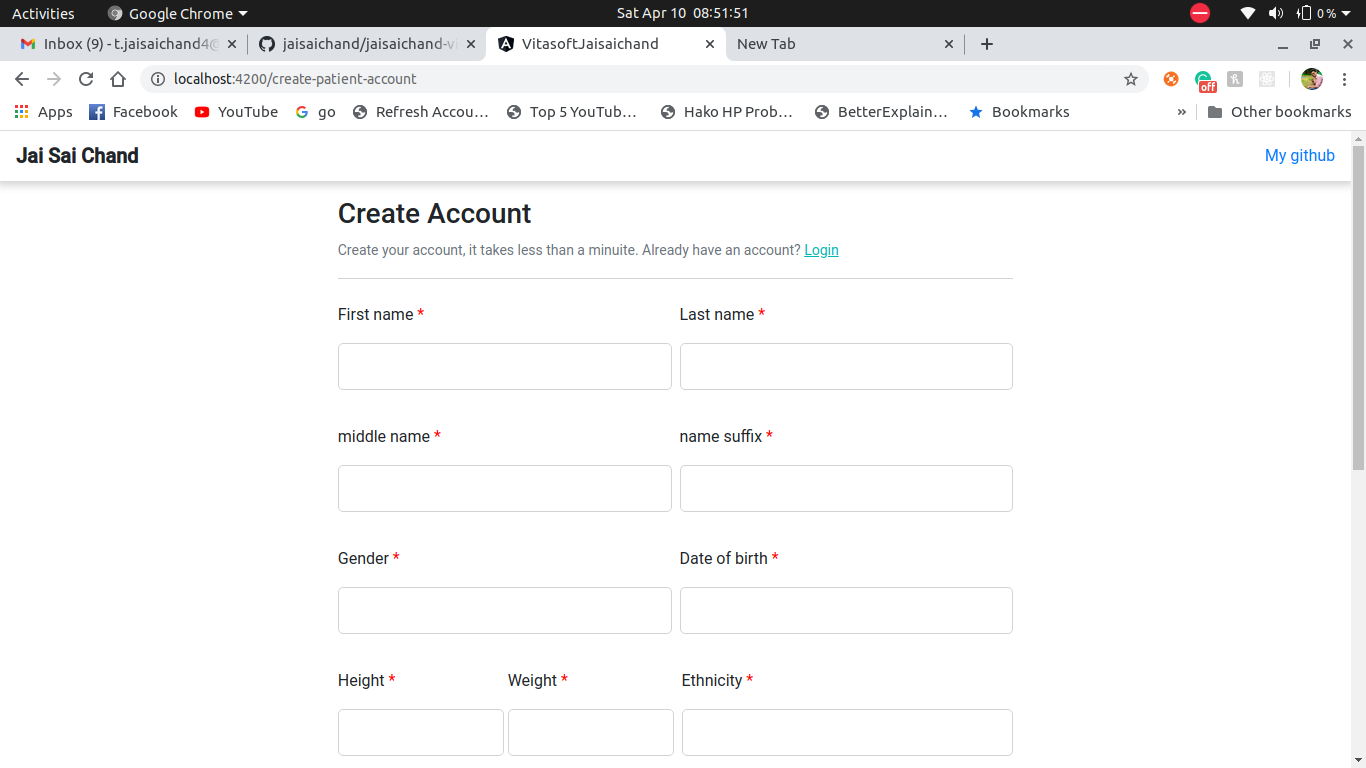 Activities Google Chrome Sat Apr 10 08:51:51 0 %
Inbox (9) - t.jaisaichand4@ jaisaichand/jaisaichand-vi VitasoftJaisaichand New Tab
localhost:4200/create-patient-account off
Apps Facebook YouTube go Refresh Accou... Top 5 YouTub... Hako HP Prob... BetterExplain... Bookmarks » Other bookmarks
Jai Sai Chand My github
Create Account
Create your account, it takes less than a minuite. Already have an account? Login
First name * Last name *
middle name * name suffix *
Gender * Date of birth *
Height * Weight * Ethnicity *